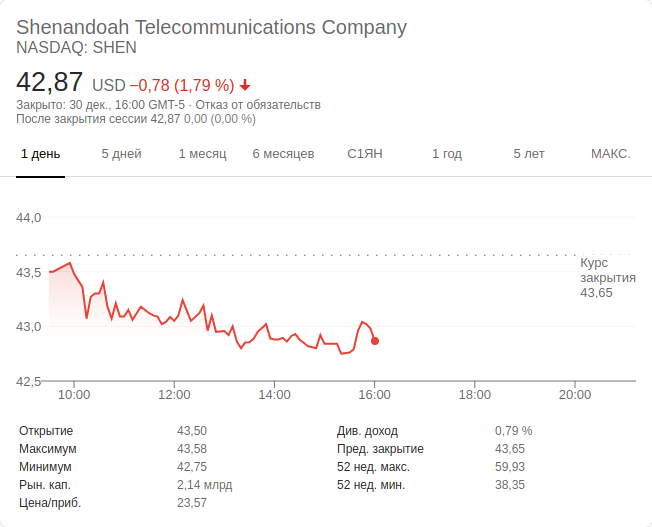 Shenandoah Telecommunications Company
NASDAQ: SHEN
42,87 USD −0,78 (1,79 %)
Закрыто: 30 дек., 16:00 GMT-5 · Отказ от обязательств
После закрытия сессии 42,87 0,00 (0,00 %)
1 день 5 дней 1 месяц 6 месяцев С1ЯН 1 год 5 лет МАКС.
44,0
Курс
закрытия
43,65
43,5
43,0
42,5
10:00 12:00 14:00 16:00 18:00 20:00
Открытие 43,50 Див. доход 0,79 %
Максимум 43,58 Пред. закрытие 43,65
Минимум 42,75 52 нед. макс. 59,93
Рын. кап. 2,14 млрд 52 нед. мин. 38,35
Цена/приб. 23,57